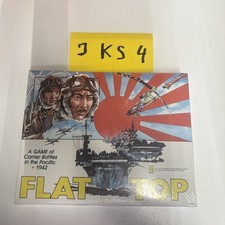 JKS4
A GAME of
Carrier Battles
in the Pacific
• 1942
FLAT TOP